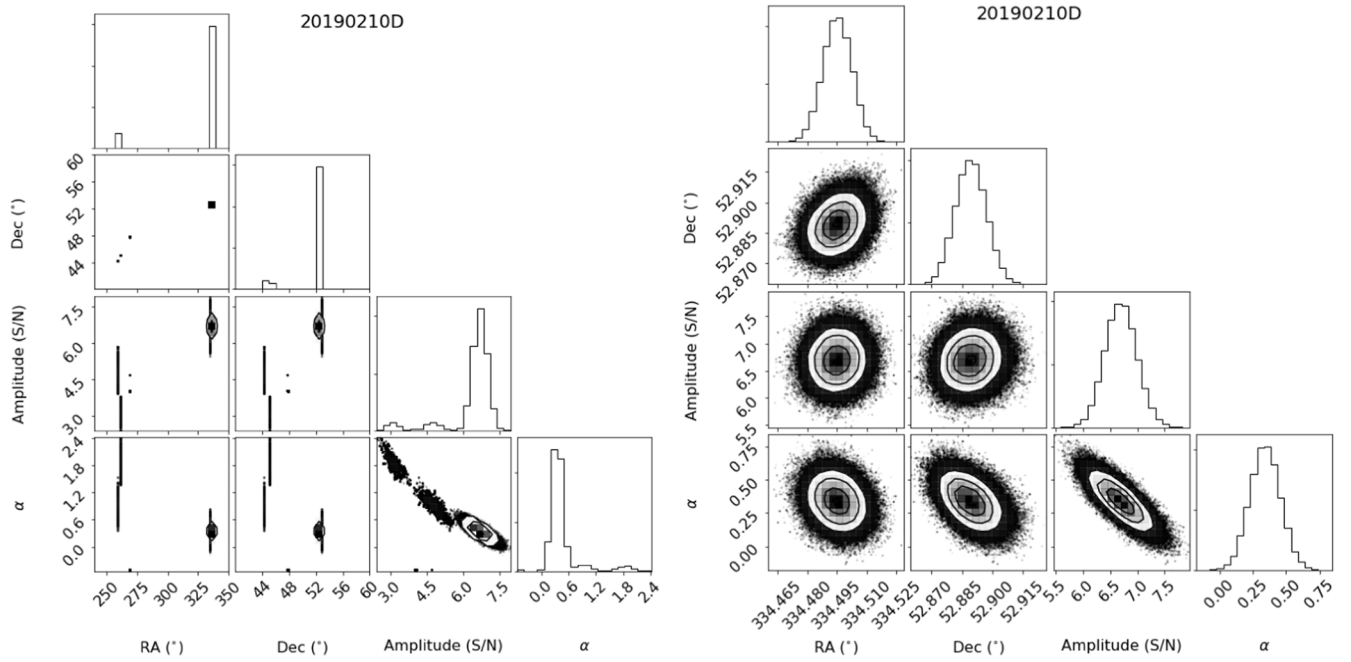 20190210D
60
56
52
48
44
Dec (°)
7.5
6.0
4.5
3.0
Amplitude (S/N)
2.4
1.8
1.2
0.6
0.0
α
250 275 300 325 350
44 48 52 56 60
3.0 4.5 6.0 7.5
0.0 0.6 1.2 1.8 2.4
RA (°) Dec (°) Amplitude (S/N) α
20190210D
52.915
52.900
52.885
52.870
Dec (°)
7.5
7.0
6.5
6.0
5.5
Amplitude (S/N)
0.75
0.50
0.25
0.00
α
334.465 334.480 334.495 334.510 334.525
52.870 52.885 52.900 52.915
5.5 6.0 6.5 7.0 7.5
0.00 0.25 0.50 0.75
RA (°) Dec (°) Amplitude (S/N) α